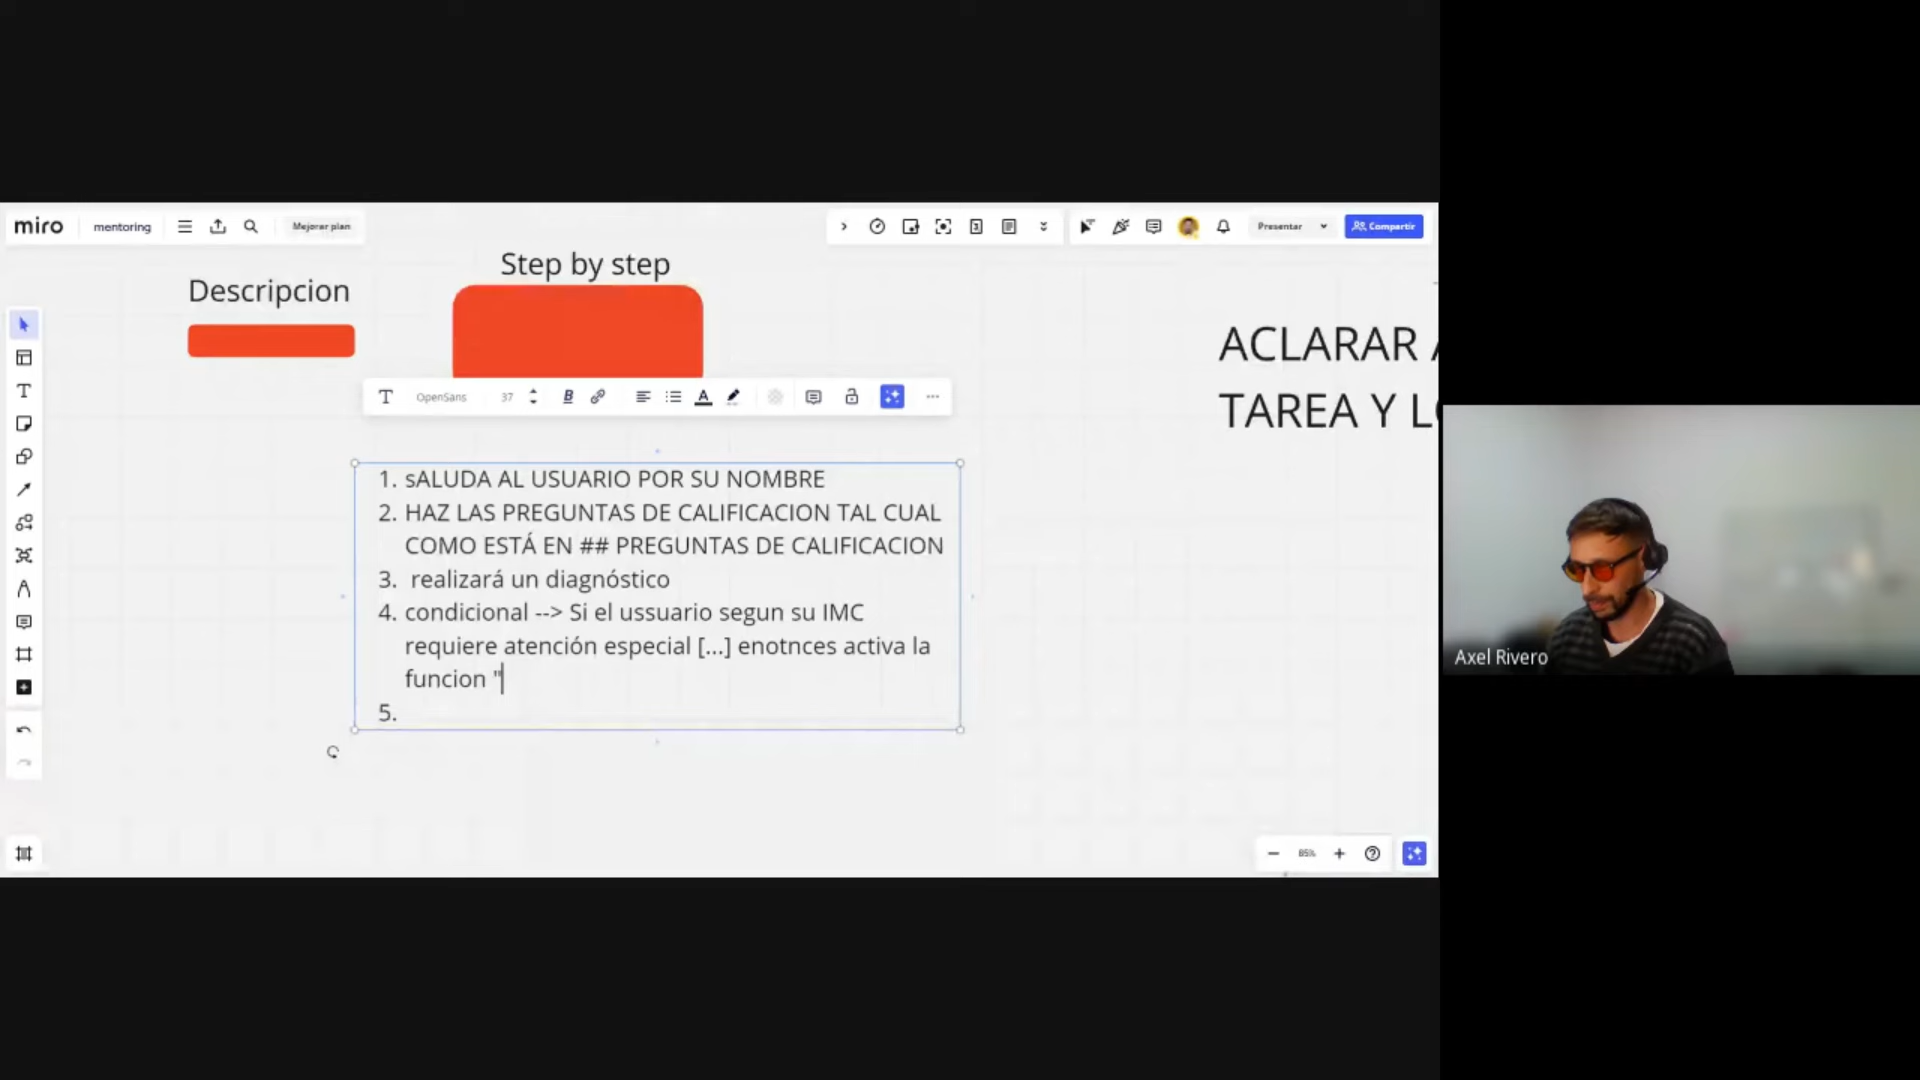 miro
mentoring
Mejorar plan
Presentar
Compartir
Step by step
Descripcion
ACLARAR
TAREA Y
OpenSans
37
1. sALUDA AL USUARIO POR SU NOMBRE
2. HAZ LAS PREGUNTAS DE CALIFICACION TAL CUAL
COMO ESTÁ EN ## PREGUNTAS DE CALIFICACION
3. realizará un diagnóstico
4. condicional --> Si el ussuario segun su IMC
requiere atención especial [...] enotnces activa la
funcion "
5.
Axel Rivero
85%